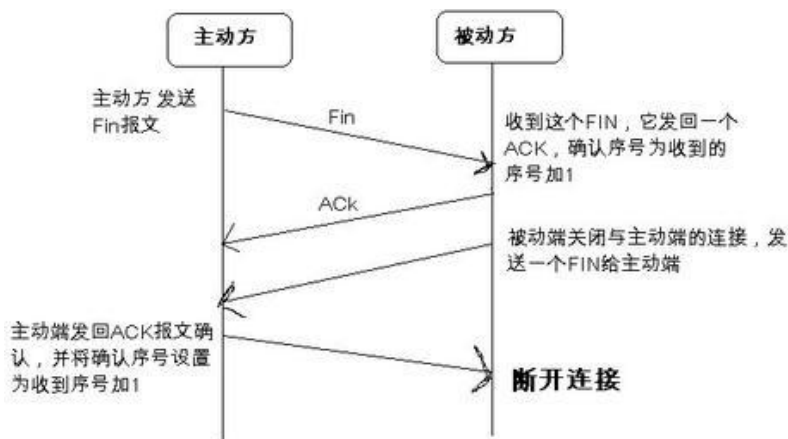 主动方
被动方
主动方 发送
Fin报文
Fin
收到这个FIN，它发回一个
ACK，确认序号为收到的
序号加1
ACk
被动端关闭与主动端的连接，发
送一个FIN给主动端
主动端发回ACK报文确
认，并将确认序号设置
为收到序号加1
断开连接